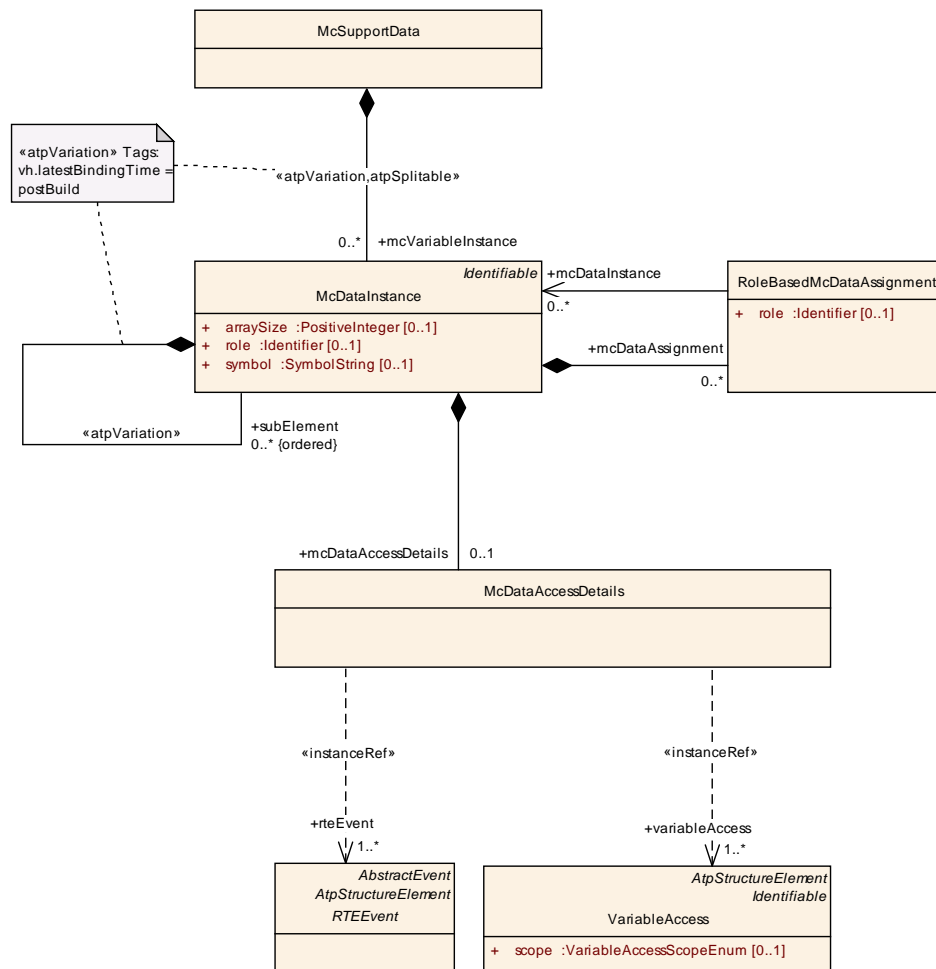 McSupportData
«atpVariation» Tags:
vh.latestBindingTime =
postBuild
«atpVariation,atpSplitable»
0..*
+mcVariableInstance
Identifiable
McDataInstance
+ arraySize :PositiveInteger [0..1]
+ role :Identifier [0..1]
+ symbol :SymbolString [0..1]
+mcDataInstance
0..*
RoleBasedMcDataAssignment
+ role :Identifier [0..1]
+mcDataAssignment
0..*
«atpVariation»
+subElement
0..* {ordered}
+mcDataAccessDetails
0..1
McDataAccessDetails
«instanceRef»
«instanceRef»
+rteEvent
1..*
+variableAccess
1..*
AbstractEvent
AtpStructureElement
RTEEvent
AtpStructureElement
Identifiable
VariableAccess
+ scope :VariableAccessScopeEnum [0..1]